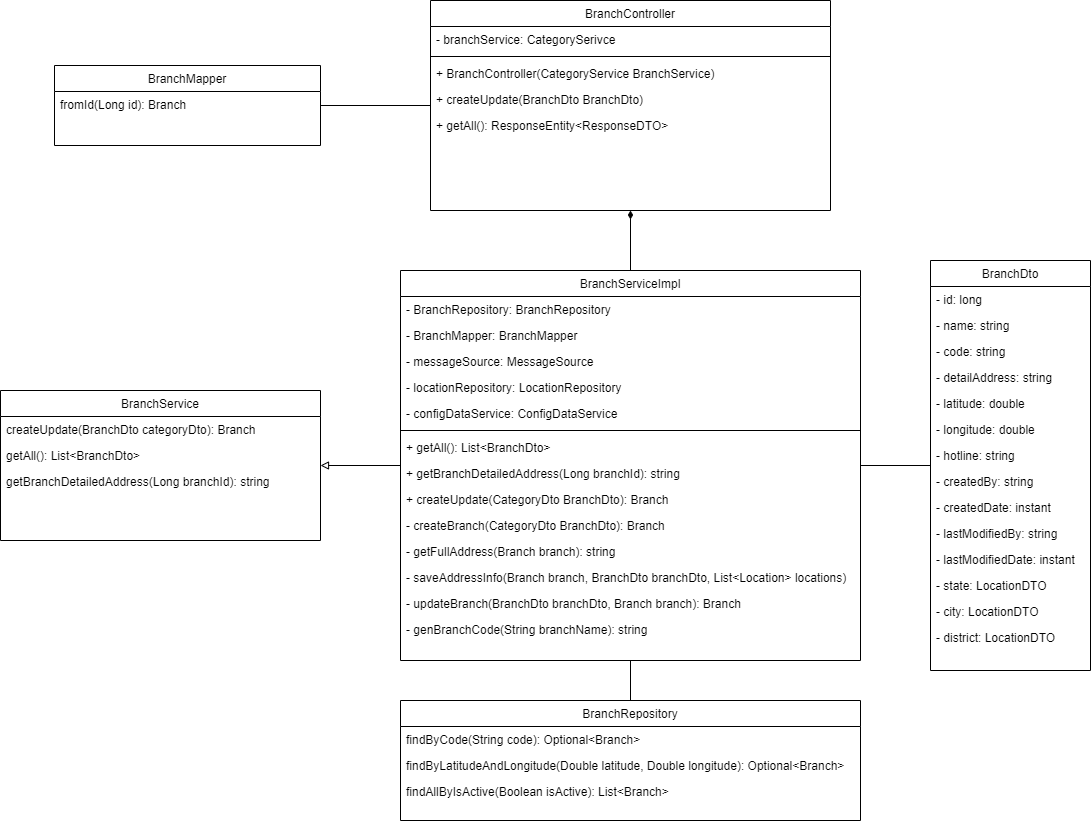 BranchController
- branchService: CategorySerivce
+ BranchController(CategoryService BranchService)
+ createUpdate(BranchDto BranchDto)
+ getAll(): ResponseEntity<ResponseDTO>
BranchMapper
fromId(Long id): Branch
BranchServiceImpl
- BranchRepository: BranchRepository
- BranchMapper: BranchMapper
- messageSource: MessageSource
- locationRepository: LocationRepository
- configDataService: ConfigDataService
+ getAll(): List<BranchDto>
+ getBranchDetailedAddress(Long branchId): string
+ createUpdate(CategoryDto BranchDto): Branch
- createBranch(CategoryDto BranchDto): Branch
- getFullAddress(Branch branch): string
- saveAddressInfo(Branch branch, BranchDto branchDto, List<Location> locations)
- updateBranch(BranchDto branchDto, Branch branch): Branch
- genBranchCode(String branchName): string
BranchDto
- id: long
- name: string
- code: string
- detailAddress: string
- latitude: double
- longitude: double
- hotline: string
- createdBy: string
- createdDate: instant
- lastModifiedBy: string
- lastModifiedDate: instant
- state: LocationDTO
- city: LocationDTO
- district: LocationDTO
BranchService
createUpdate(BranchDto categoryDto): Branch
getAll(): List<BranchDto>
getBranchDetailedAddress(Long branchId): string
BranchRepository
findByCode(String code): Optional<Branch>
findByLatitudeAndLongitude(Double latitude, Double longitude): Optional<Branch>
findAllByIsActive(Boolean isActive): List<Branch>